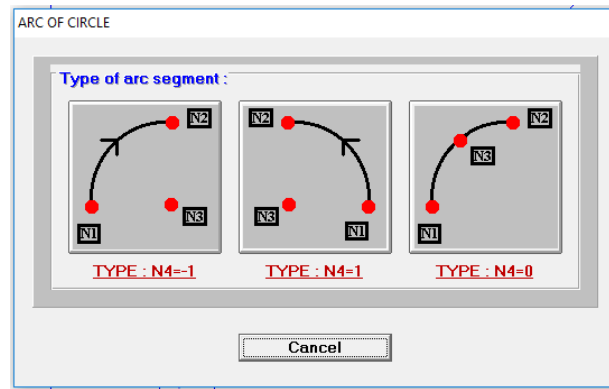 ARC OF CIRCLE
Type of arc segment :
N2 N2 N2
N3
N3 N3
N1 N1 N1
TYPE : N4=-1 TYPE : N4=1 TYPE : N4=0
Cancel